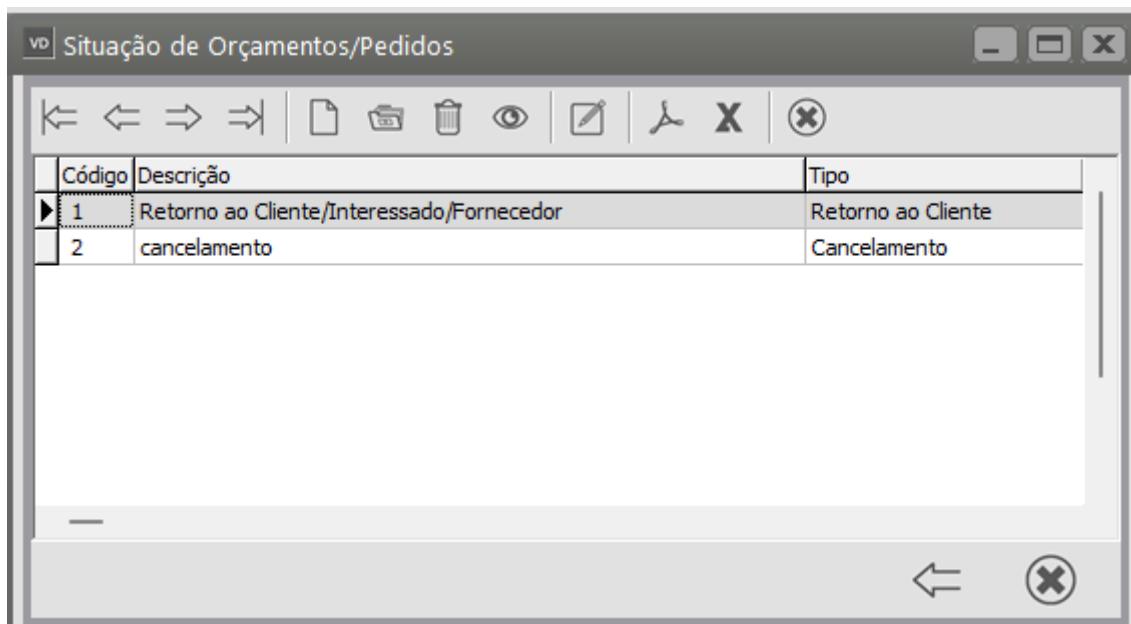 VD Situação de Orçamentos/Pedidos
Código Descrição Tipo
1 Retorno ao Cliente/Interessado/Fornecedor Retorno ao Cliente
2 cancelamento Cancelamento